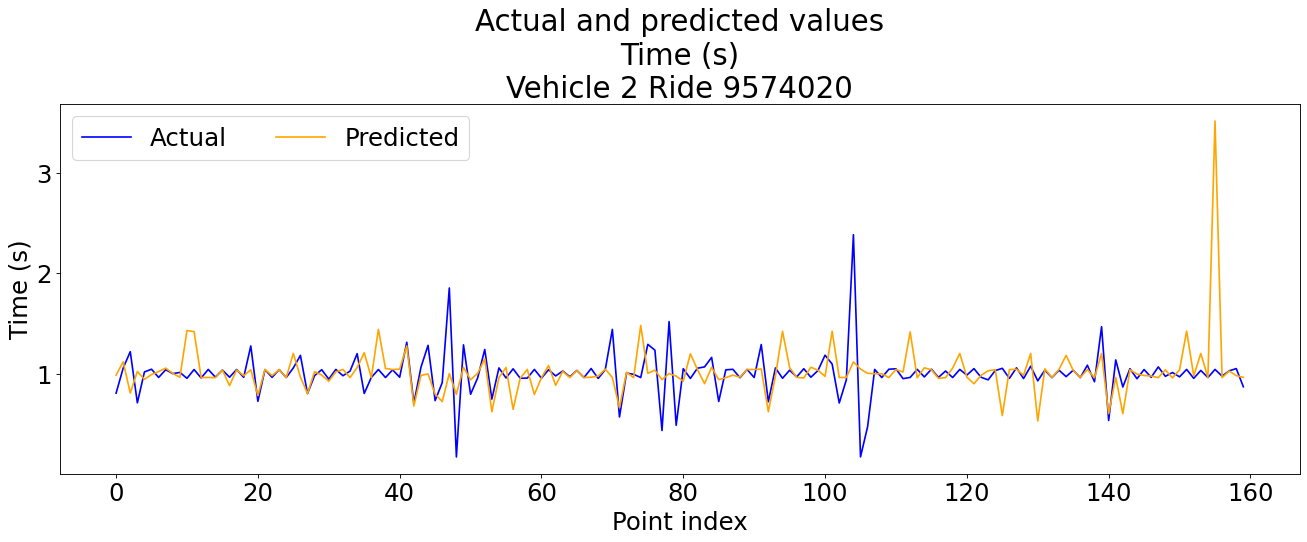 Actual and predicted values
Time (s)
Vehicle 2 Ride 9574020
Actual Predicted
3
2
1
Time (s)
0 20 40 60 80 100 120 140 160
Point index